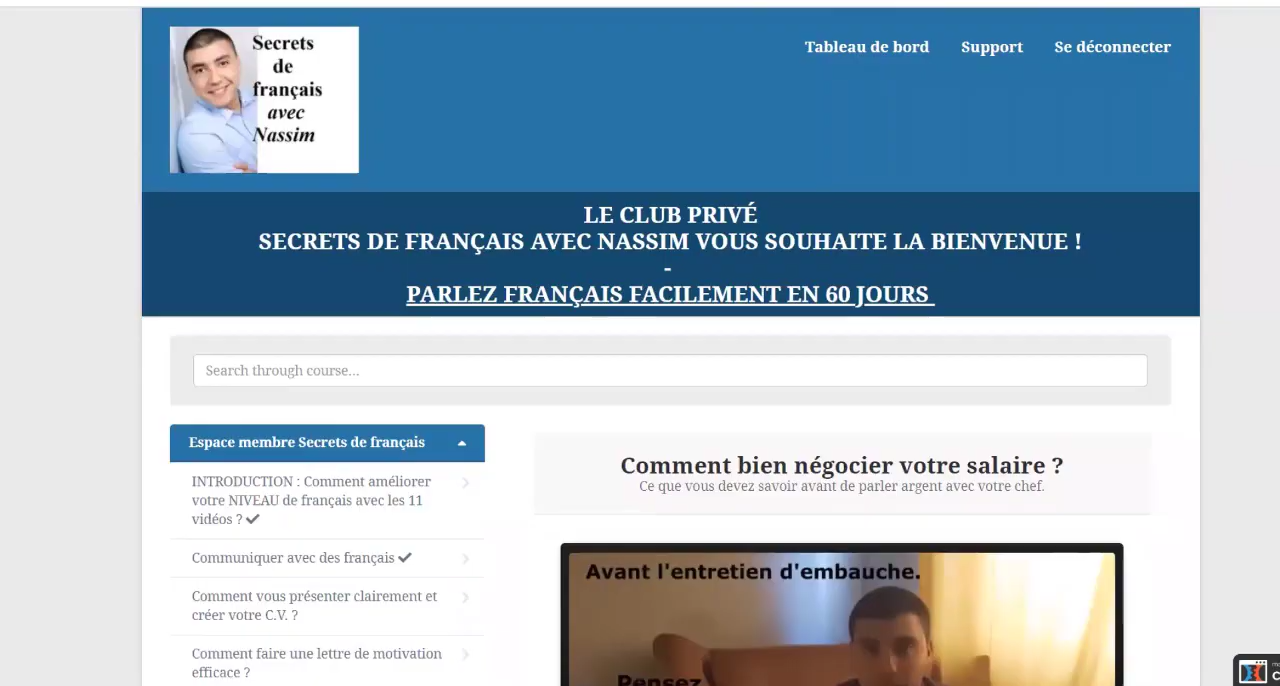 Secrets
de
français
avec
Nassim
Tableau de bord Support Se déconnecter
LE CLUB PRIVÉ
SECRETS DE FRANÇAIS AVEC NASSIM VOUS SOUHAITE LA BIENVENUE !
-
PARLEZ FRANÇAIS FACILEMENT EN 60 JOURS
Search through course...
Espace membre Secrets de français
INTRODUCTION : Comment améliorer
votre NIVEAU de français avec les 11
vidéos ?
Communiquer avec des français
Comment vous présenter clairement et
créer votre C.V. ?
Comment faire une lettre de motivation
efficace ?
Comment bien négocier votre salaire ?
Ce que vous devez savoir avant de parler argent avec votre chef.
Avant l'entretien d'embauche.
Pensez